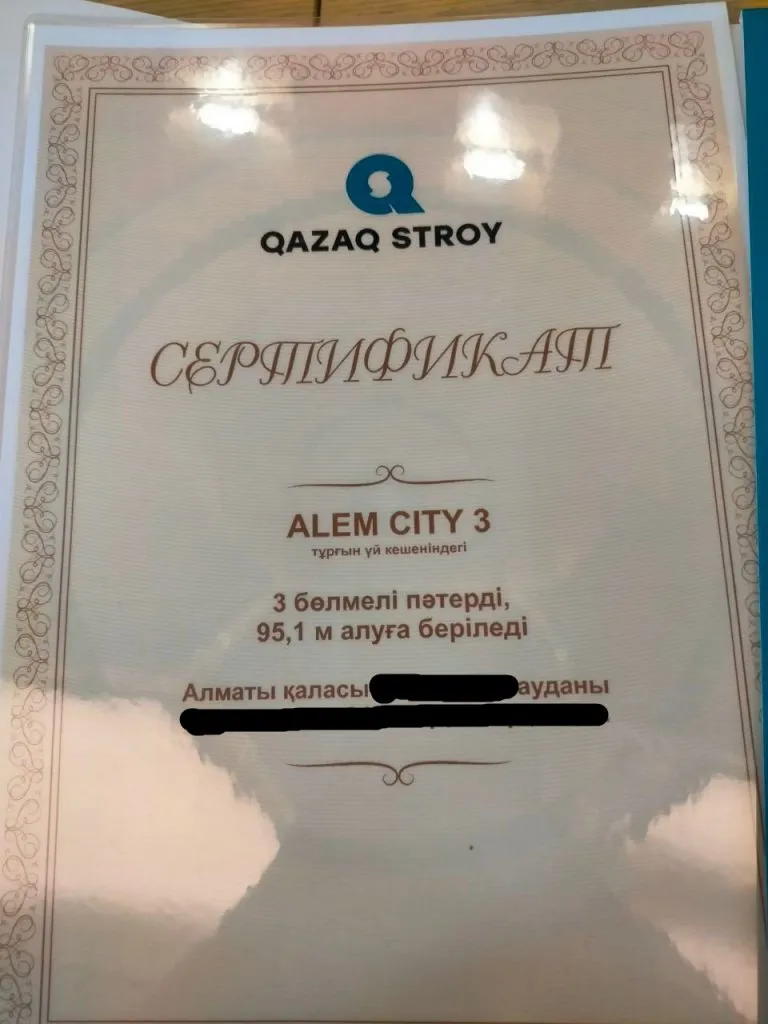 QAZAQ STROY
СЕРТИФИКАТ
ALEM CITY 3
тұрғын үй кешеніндегі
3 бөлмелі пәтерді,
95,1 м алуға беріледі
Алматы қаласы ауданы